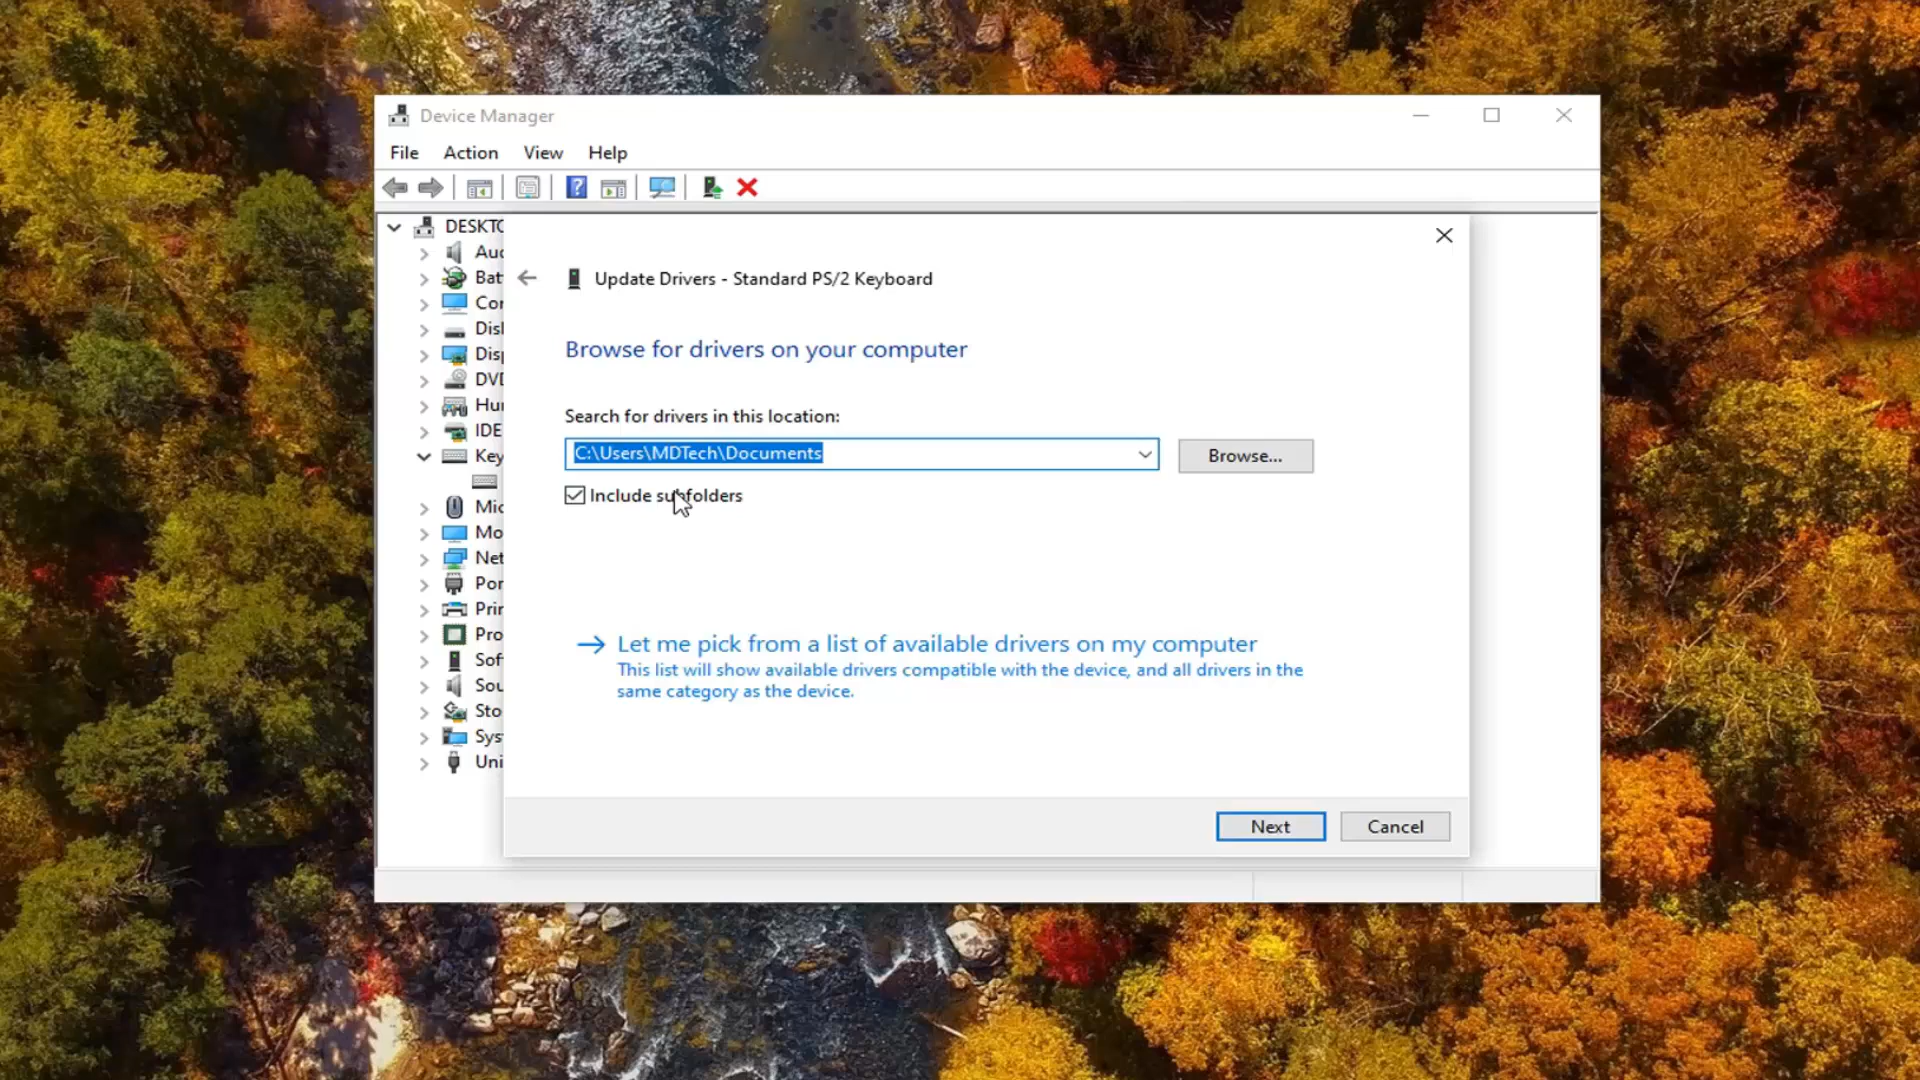 Device Manager
File Action View Help
DESKTO
Aud
Bat
Cor
Disl
Disp
DVD
Hur
IDE
Key
Mic
Mo
Net
Por
Prin
Pro
Sof
Sou
Sto
Sys
Uni
Update Drivers - Standard PS/2 Keyboard
Browse for drivers on your computer
Search for drivers in this location:
C:\Users\MDTech\Documents
Browse...
Include subfolders
Let me pick from a list of available drivers on my computer
This list will show available drivers compatible with the device, and all drivers in the
same category as the device.
Next
Cancel